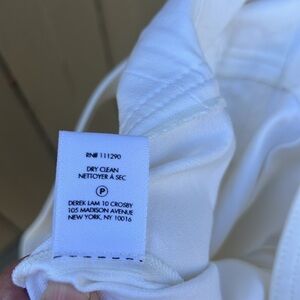 RN# 111290
DRY CLEAN
NETTOYER À SEC
P
DEREK LAM 10 CROSBY
105 MADISON AVENUE
NEW YORK, NY 10016